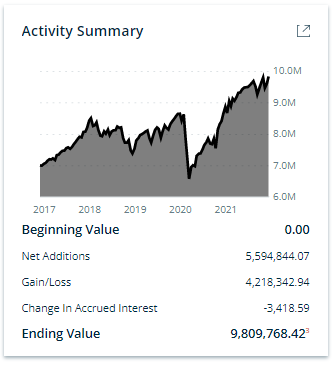 Activity Summary
10.0M
9.0M
8.0M
7.0M
6.0M
2017 2018 2019 2020 2021
Beginning Value 0.00
Net Additions 5,594,844.07
Gain/Loss 4,218,342.94
Change In Accrued Interest -3,418.59
Ending Value 9,809,768.42³